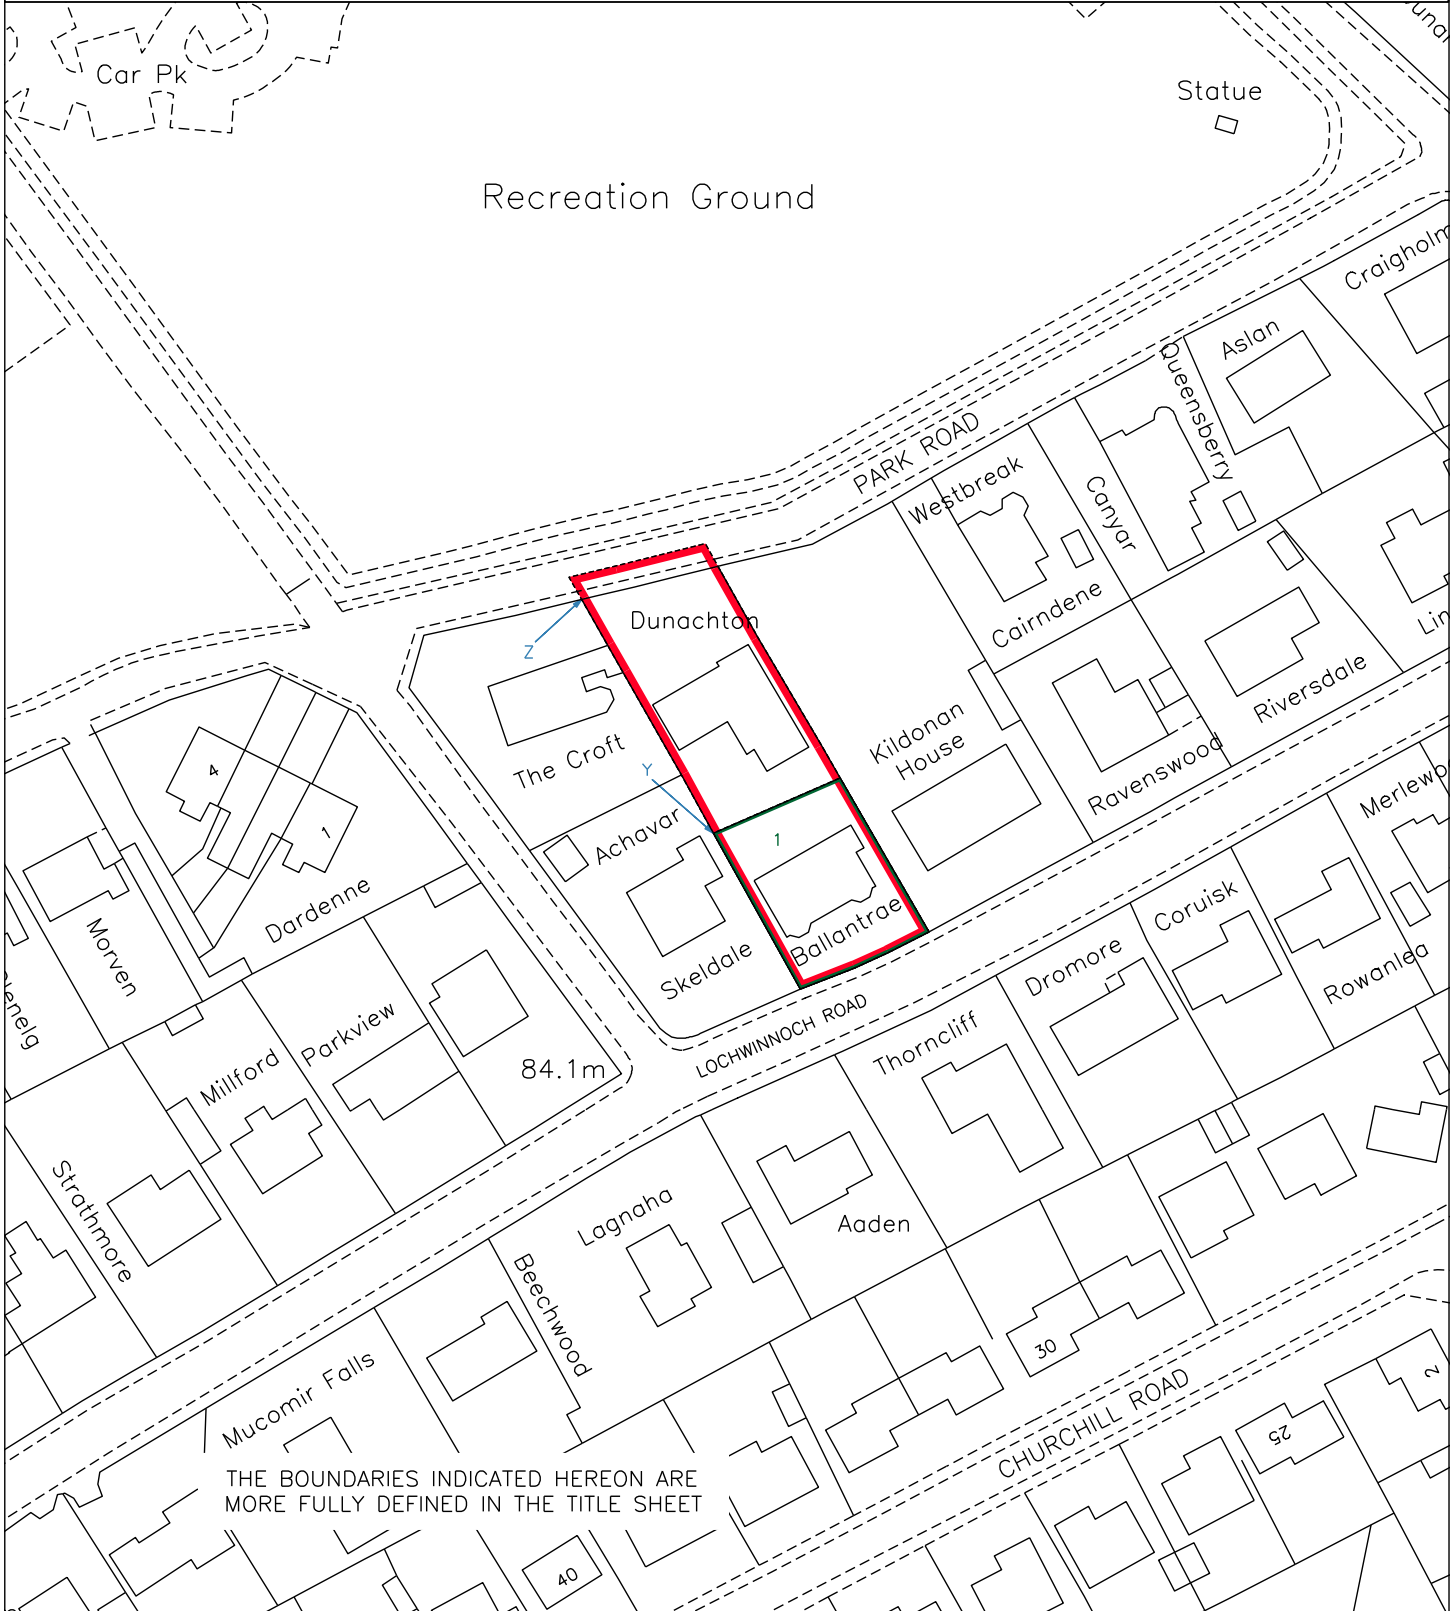 Car Pk
Statue
Recreation Ground
Craigholm
Aslan
Queensberry
PARK ROAD
Westbreak
Canyar
Cairndene
Dunachton
Z
Riversdale
Kildonan
House
The Croft
Y
Ravenswood
4
1
Achavar
1
Merlewo
Dardenne
Ballantrae
Morven
Skeldale
Coruisk
Dromore
Rowanlea
LOCHWINNOCH ROAD
Thorncliff
Parkview
84.1m
Millford
Strathmore
Lagnaha
Aaden
Beechwood
30
Mucomir Falls
CHURCHILL ROAD
2
25
THE BOUNDARIES INDICATED HEREON ARE
MORE FULLY DEFINED IN THE TITLE SHEET
40
Lin
lenelg